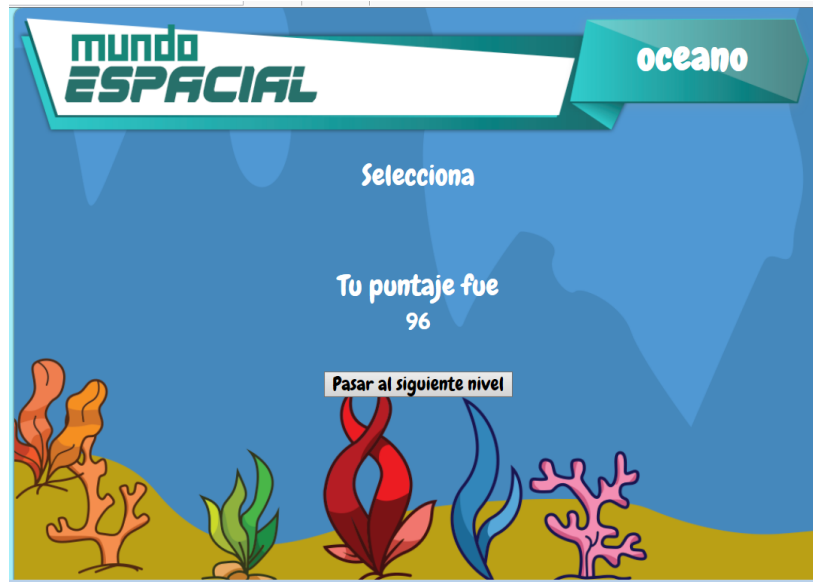 mundo
ESPACIAL
oceano
Selecciona
Tu puntaje fue
96
Pasar al siguiente nivel